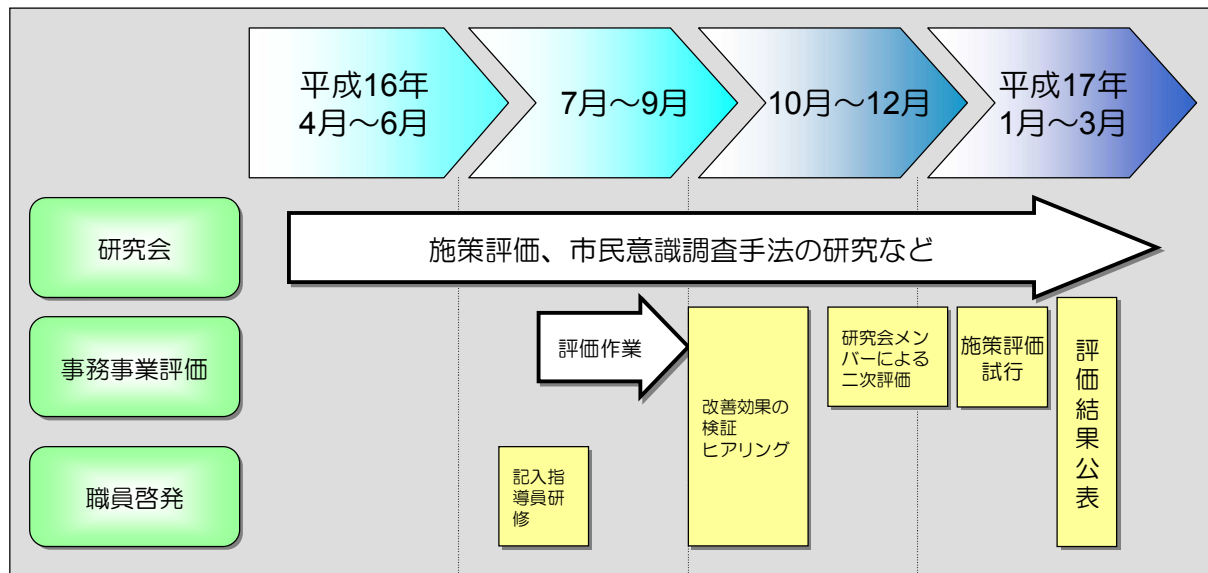 平成16年
4月～6月
7月～9月
10月～12月
平成17年
1月～3月
研究会
施策評価、市民意識調査手法の研究など
事務事業評価
評価作業
改善効果の
検証
ヒアリング
研究会メン
バーによる
二次評価
施策評価
試行
評価結果公表
職員啓発
記入指
導員研
修